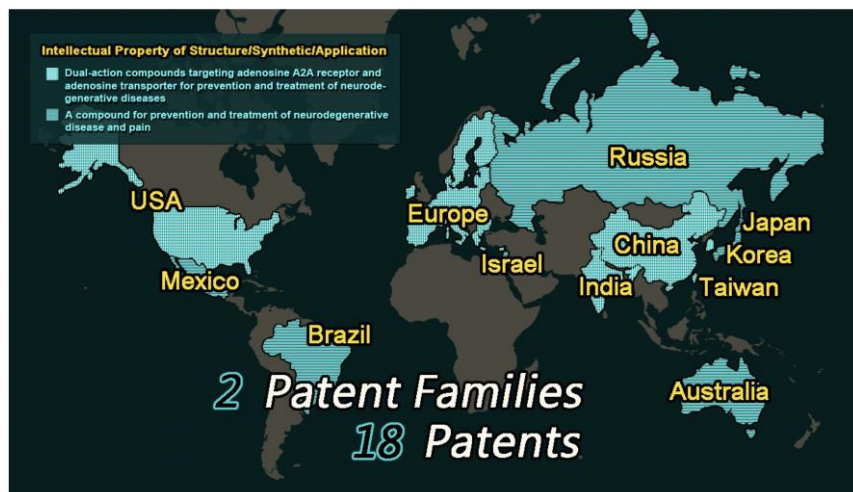 Intellectual Property of Structure/Synthetic/Application
Dual-action compounds targeting adenosine A2A receptor and
adenosine transporter for prevention and treatment of neurode-
generative diseases
A compound for prevention and treatment of neurodegenerative
disease and pain
Russia
USA
Europe
Japan
China
Korea
Israel
Mexico
India
Taiwan
Brazil
Australia
2 Patent Families
18 Patents